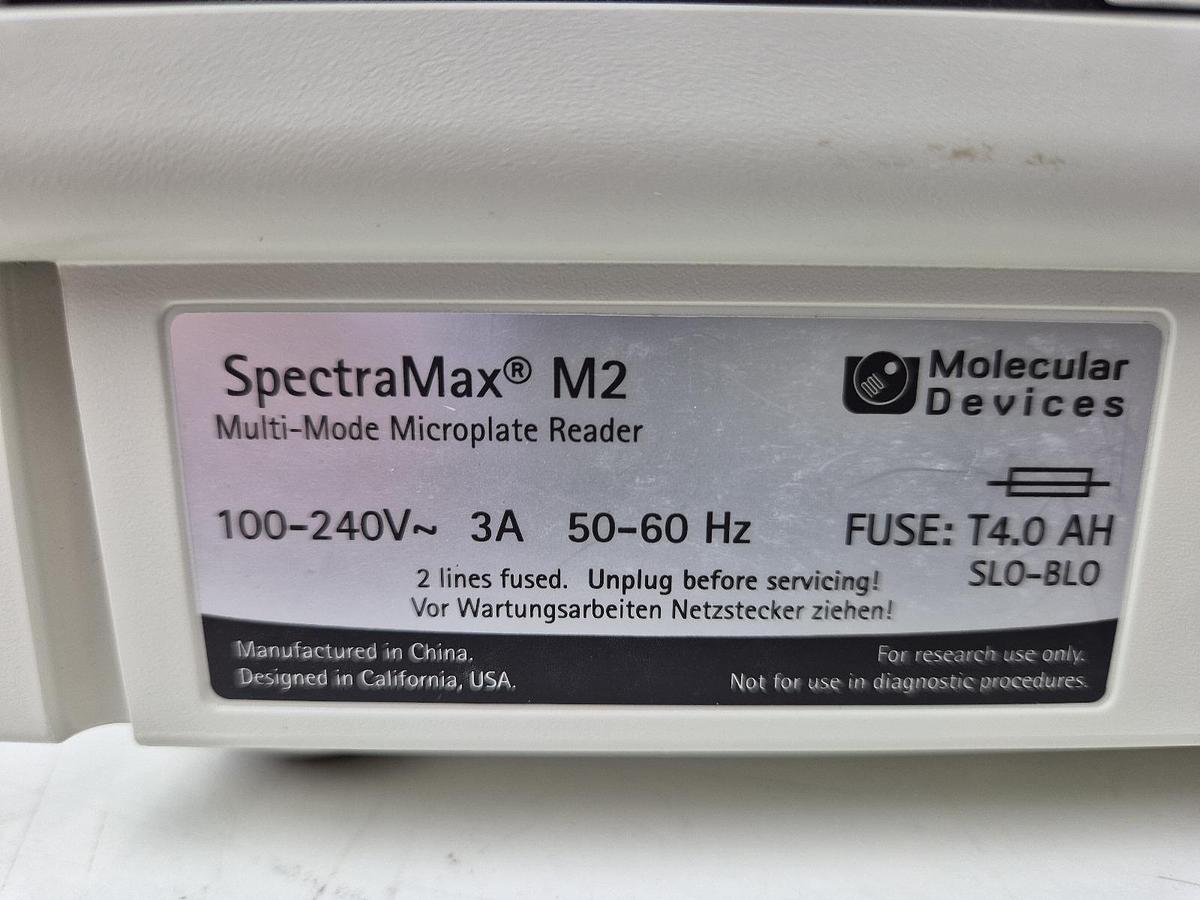 SpectraMax® M2
Multi-Mode Microplate Reader
Molecular
Devices
100-240V~ 3A 50-60 Hz
FUSE: T4.0 AH
SLO-BLO
2 lines fused. Unplug before servicing!
Vor Wartungsarbeiten Netzstecker ziehen!
Manufactured in China.
Designed in California, USA.
For research use only.
Not for use in diagnostic procedures.